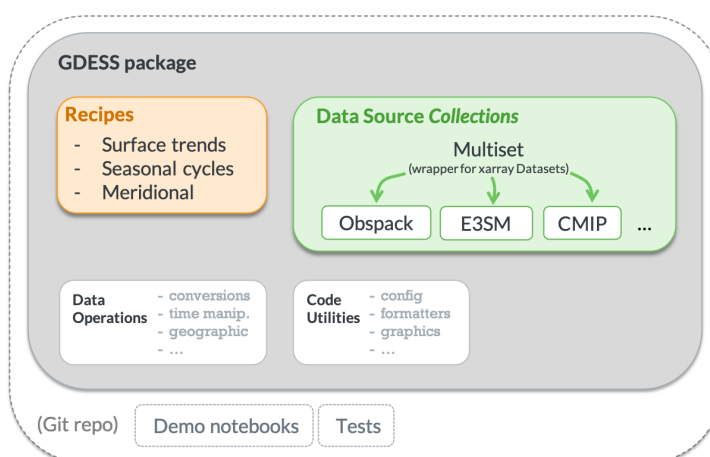 GDESS package
Recipes
- Surface trends
- Seasonal cycles
- Meridional
Data Source Collections
Multiset
(wrapper for xarray Datasets)
Obspack
E3SM
CMIP
...
Data
Operations
- conversions
- time manip.
- geographic
- ...
Code
Utilities
- config
- formatters
- graphics
- ...
(Git repo)
Demo notebooks
Tests